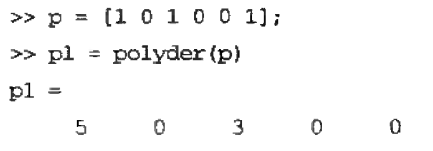 >> p = [1 0 1 0 0 1];
>> p1 = polyder(p)
p1 =
5 0 3 0 0